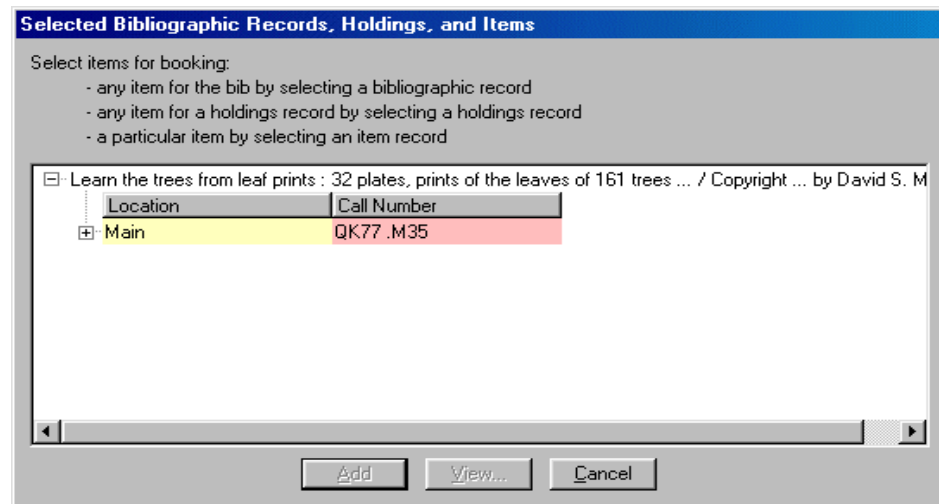 Selected Bibliographic Records, Holdings, and Items
Select items for booking:
- any item for the bib by selecting a bibliographic record
- any item for a holdings record by selecting a holdings record
- a particular item by selecting an item record
Learn the trees from leaf prints : 32 plates, prints of the leaves of 161 trees ... / Copyright ... by David S. M
Location Call Number
Main QK77 .M35
Add View... Cancel